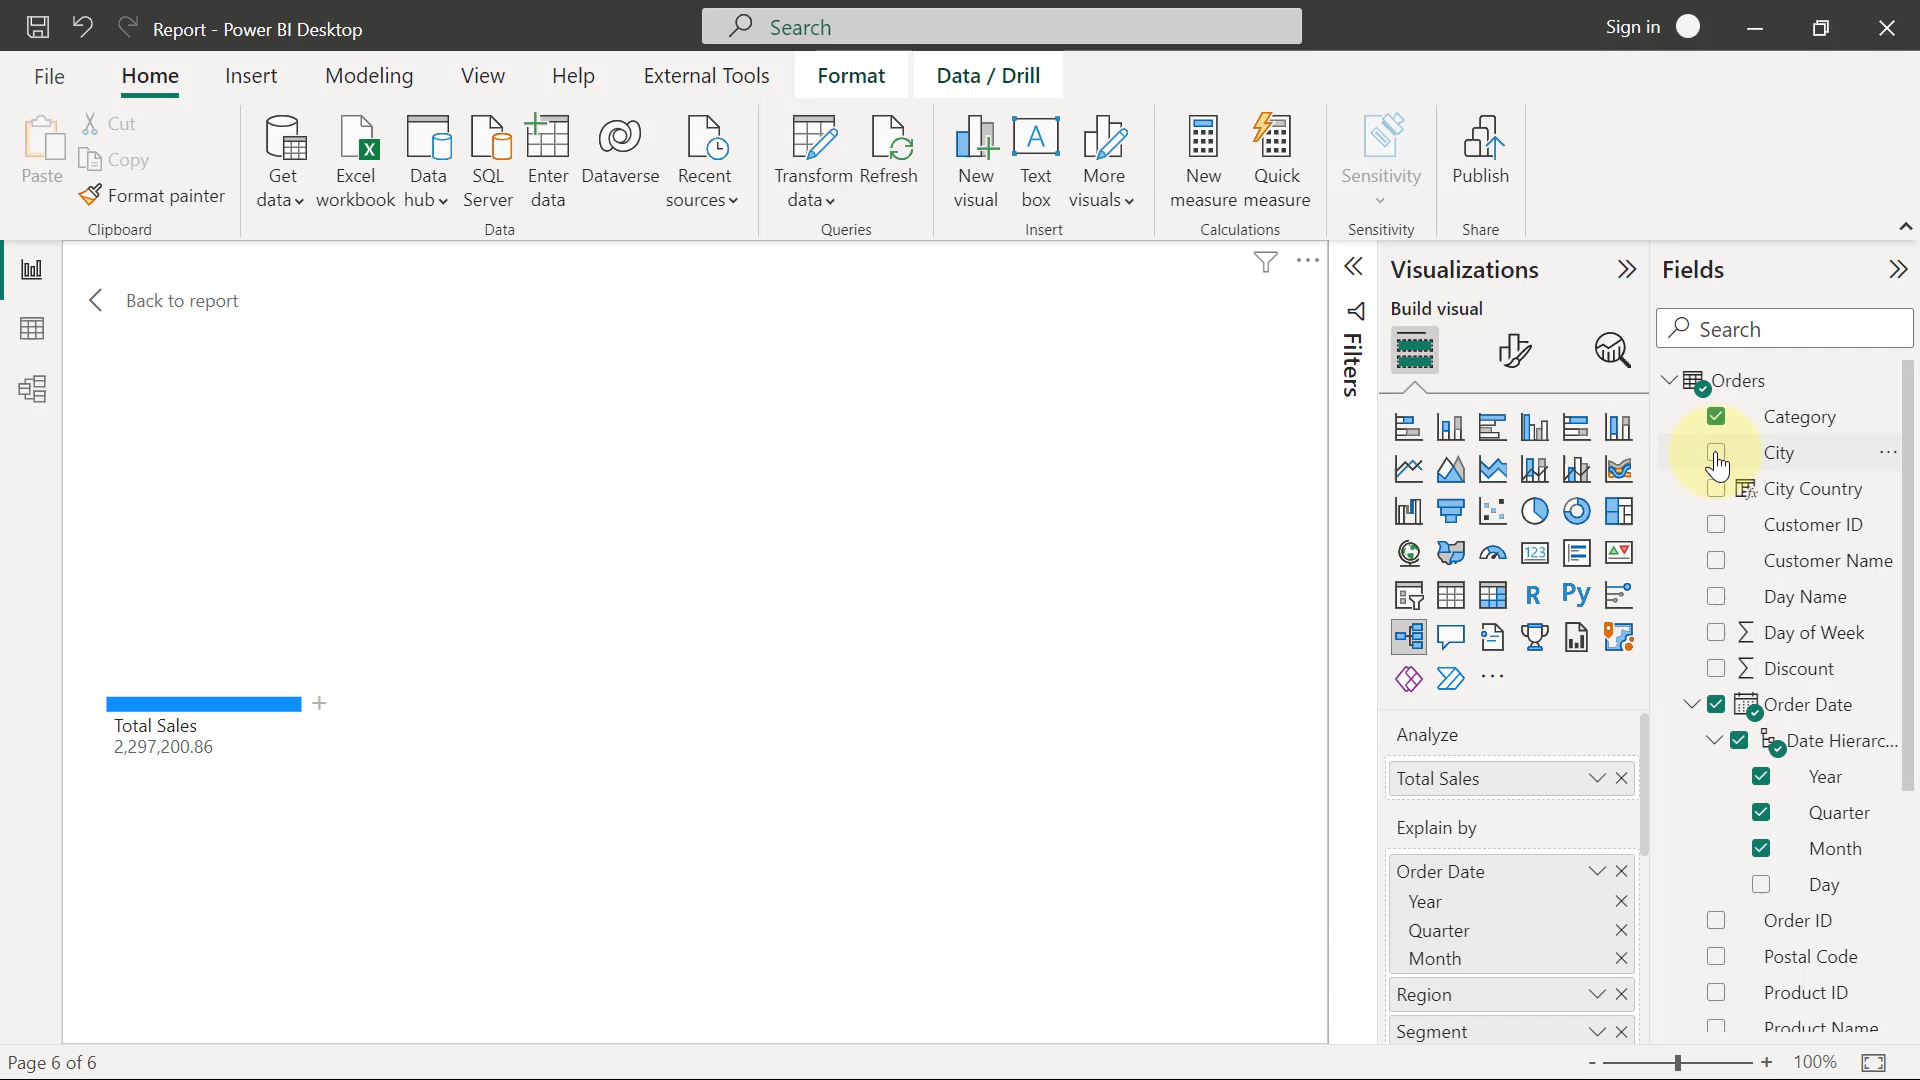 Report - Power BI Desktop
Search
Sign in
File
Home
Insert
Modeling
View
Help
External Tools
Format
Data / Drill
Paste
Cut
Copy
Format painter
Clipboard
Get data
Excel workbook
Data hub
SQL Server
Enter data
Dataverse
Recent sources
Data
Transform data
Refresh
Queries
New visual
A
Text box
More visuals
Insert
New measure
Quick measure
Calculations
Sensitivity
Sensitivity
Publish
Share
Back to report
Total Sales
2,297,200.86
Filters
Visualizations
Build visual
123
R
Py
Analyze
Total Sales
Explain by
Order Date
Year
Quarter
Month
Region
Segment
Fields
Search
Orders
Category
City
City Country
Customer ID
Customer Name
Day Name
Day of Week
Discount
Order Date
Date Hierarc...
Year
Quarter
Month
Day
Order ID
Postal Code
Product ID
Product Name
Page 6 of 6
- + 100%